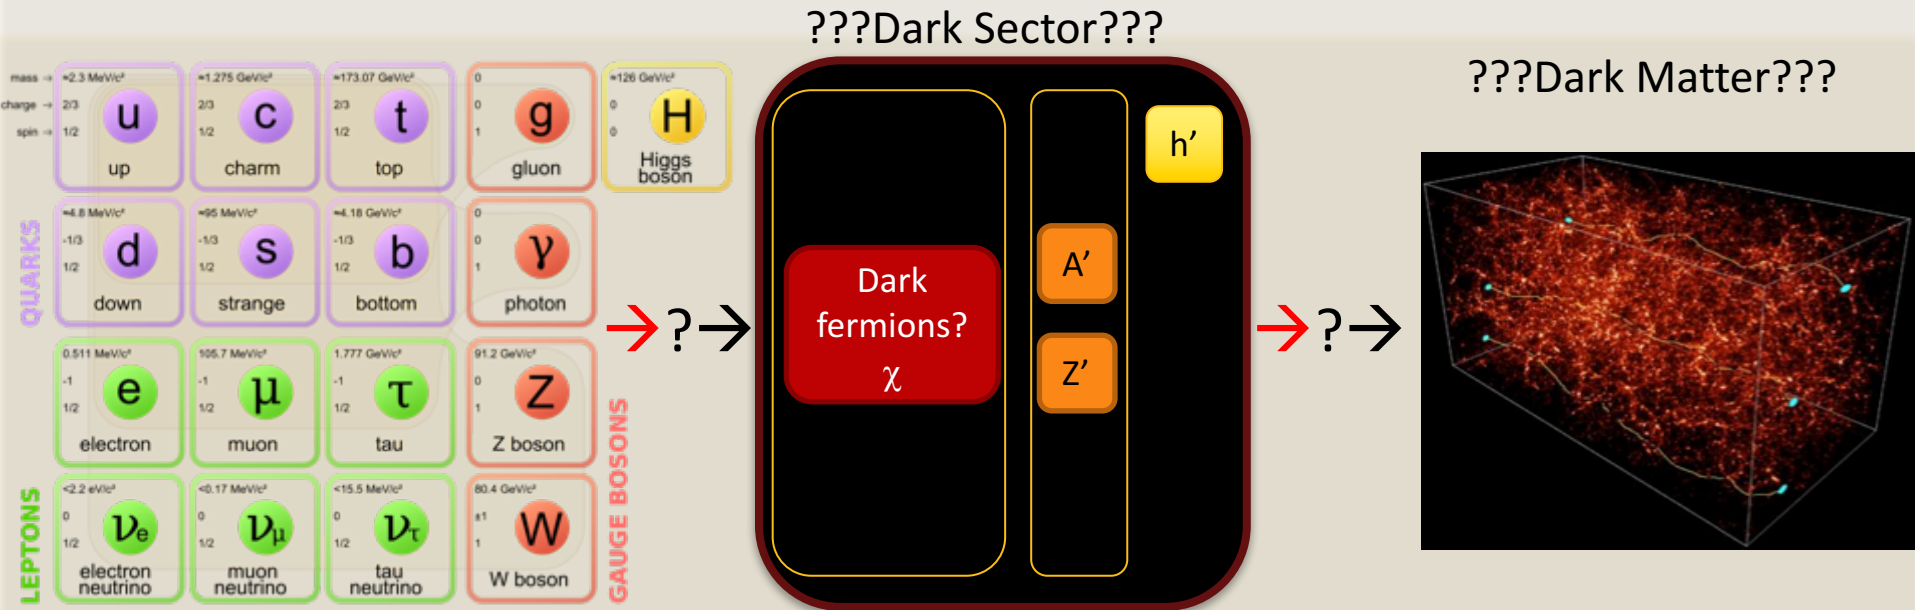 ???Dark Sector???
???Dark Matter???
mass → ≈2.3 MeV/c²
charge → 2/3
spin → 1/2
u
up
≈1.275 GeV/c²
2/3
1/2
c
charm
≈173.07 GeV/c²
2/3
1/2
t
top
0
0
1
g
gluon
≈126 GeV/c²
0
0
H
Higgs
boson
QUARKS
≈4.8 MeV/c²
-1/3
1/2
d
down
≈95 MeV/c²
-1/3
1/2
s
strange
≈4.18 GeV/c²
-1/3
1/2
b
bottom
0
0
1
γ
photon
0.511 MeV/c²
-1
1/2
e
electron
105.7 MeV/c²
-1
1/2
μ
muon
1.777 GeV/c²
-1
1/2
τ
tau
91.2 GeV/c²
0
1
Z
Z boson
LEPTONS
<2.2 eV/c²
0
1/2
νe
electron
neutrino
<0.17 MeV/c²
0
1/2
νμ
muon
neutrino
<15.5 MeV/c²
0
1/2
ντ
tau
neutrino
80.4 GeV/c²
±1
1
W
W boson
GAUGE BOSONS
→?→
Dark
fermions?
χ
A’
Z’
h’
→?→